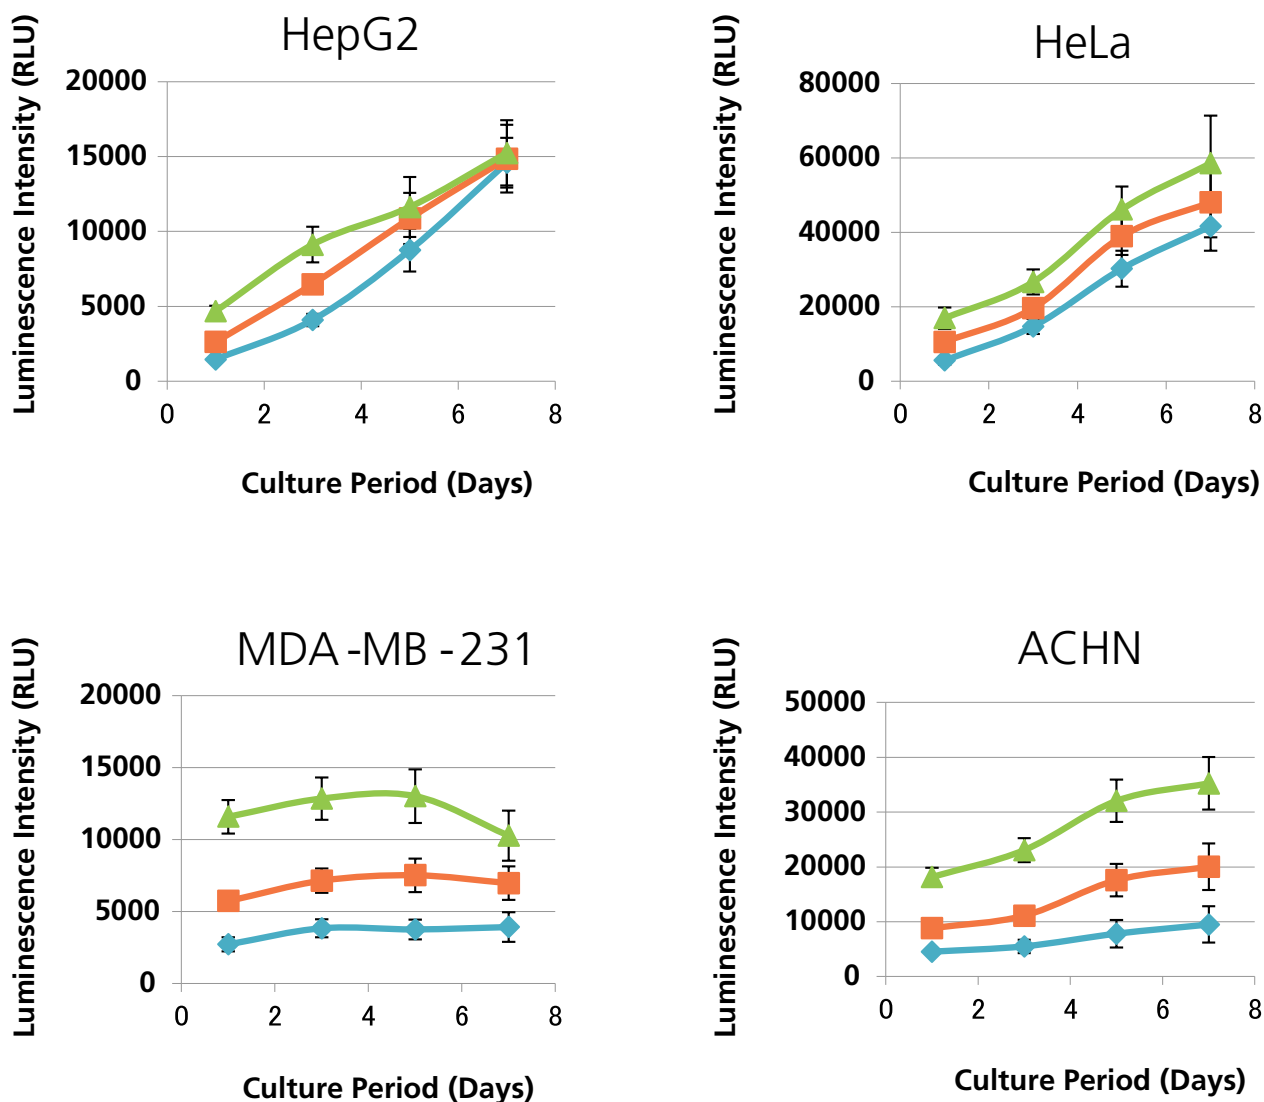 HepG2
Luminescence Intensity (RLU)
20000
15000
10000
5000
0
0 2 4 6 8
Culture Period (Days)
HeLa
Luminescence Intensity (RLU)
80000
60000
40000
20000
0
0 2 4 6 8
Culture Period (Days)
MDA-MB-231
Luminescence Intensity (RLU)
20000
15000
10000
5000
0
0 2 4 6 8
Culture Period (Days)
ACHN
Luminescence Intensity (RLU)
50000
40000
30000
20000
10000
0
0 2 4 6 8
Culture Period (Days)